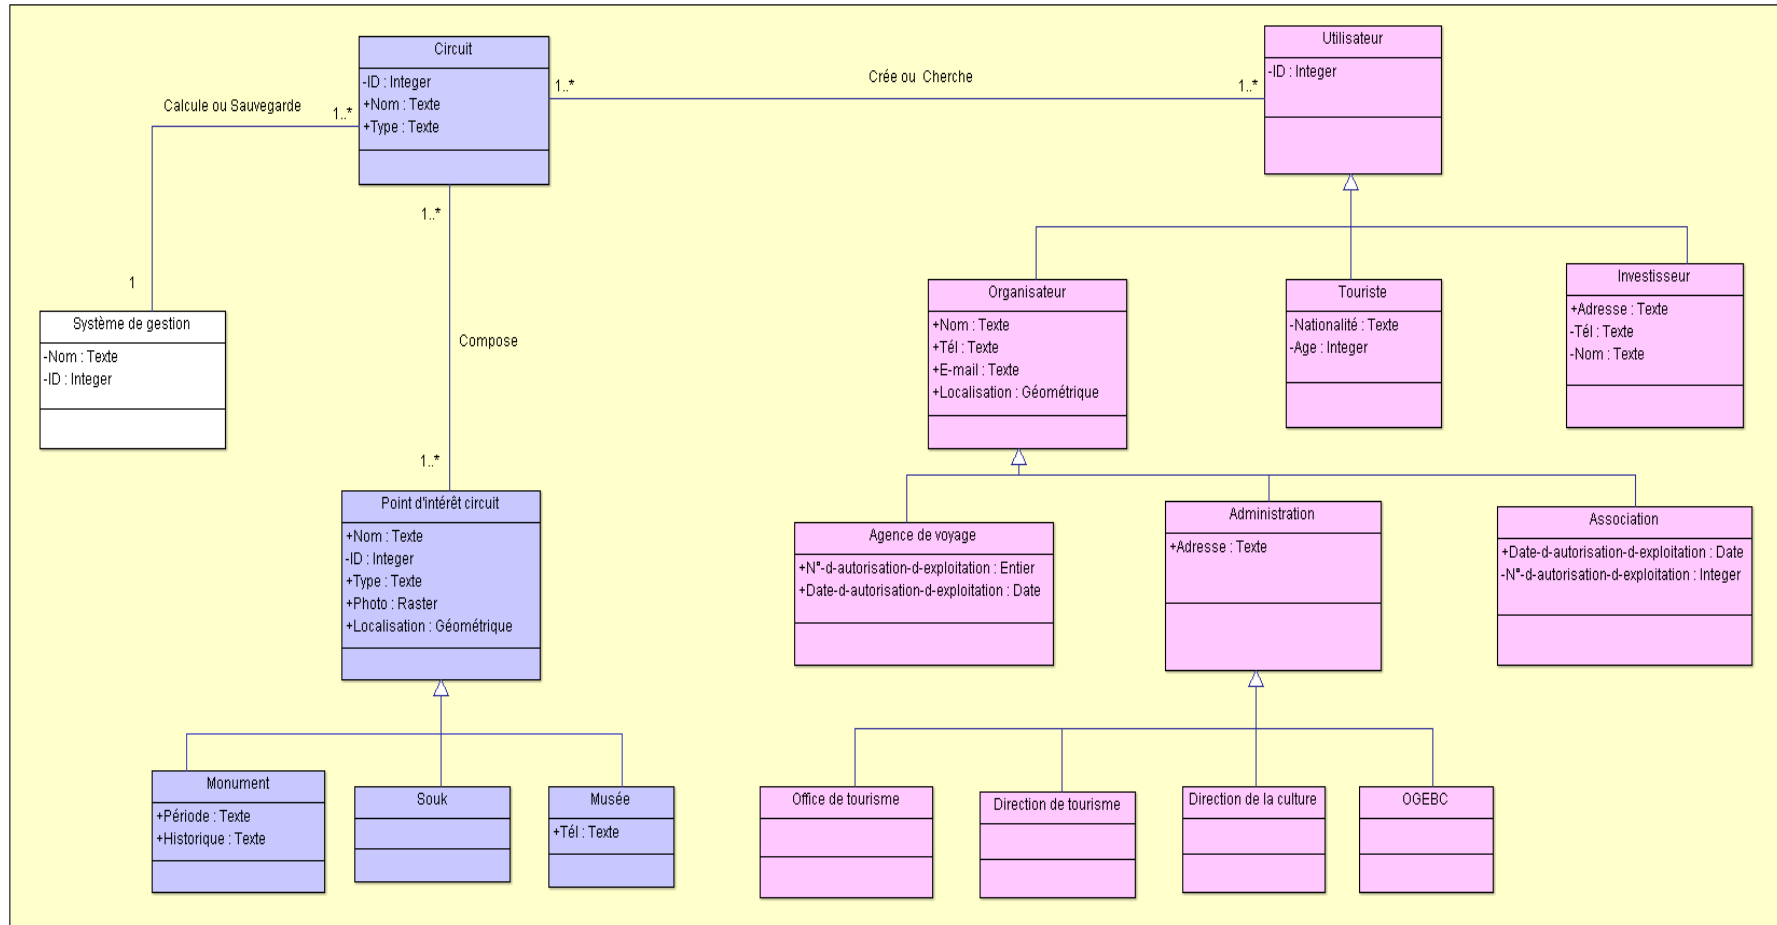 Circuit
-ID : Integer
+Nom : Texte
+Type : Texte
Utilisateur
-ID : Integer
Crée ou  Cherche
1..*
1..*
Calcule ou Sauvegarde
1..*
1
1..*
Compose
1..*
Système de gestion
-Nom : Texte
-ID : Integer
Organisateur
+Nom : Texte
+Tél : Texte
+E-mail : Texte
+Localisation : Géométrique
Touriste
-Nationalité : Texte
-Age : Integer
Investisseur
+Adresse : Texte
-Tél : Texte
-Nom : Texte
Point d'intérêt circuit
+Nom : Texte
-ID : Integer
+Type : Texte
+Photo : Raster
+Localisation : Géométrique
Agence de voyage
+N°-d-autorisation-d-exploitation : Entier
+Date-d-autorisation-d-exploitation : Date
Administration
+Adresse : Texte
Association
+Date-d-autorisation-d-exploitation : Date
-N°-d-autorisation-d-exploitation : Integer
Monument
+Période : Texte
+Historique : Texte
Souk
Musée
+Tél : Texte
Office de tourisme
Direction de tourisme
Direction de la culture
OGEBC